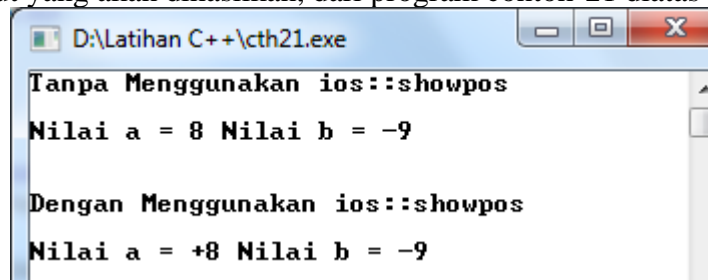 yang akan dihasilkan, dari program contoh-21 diatas
D:\Latihan C++\cth21.exe
Tanpa Menggunakan ios::showpos
Nilai a = 8 Nilai b = -9
Dengan Menggunakan ios::showpos
Nilai a = +8 Nilai b = -9